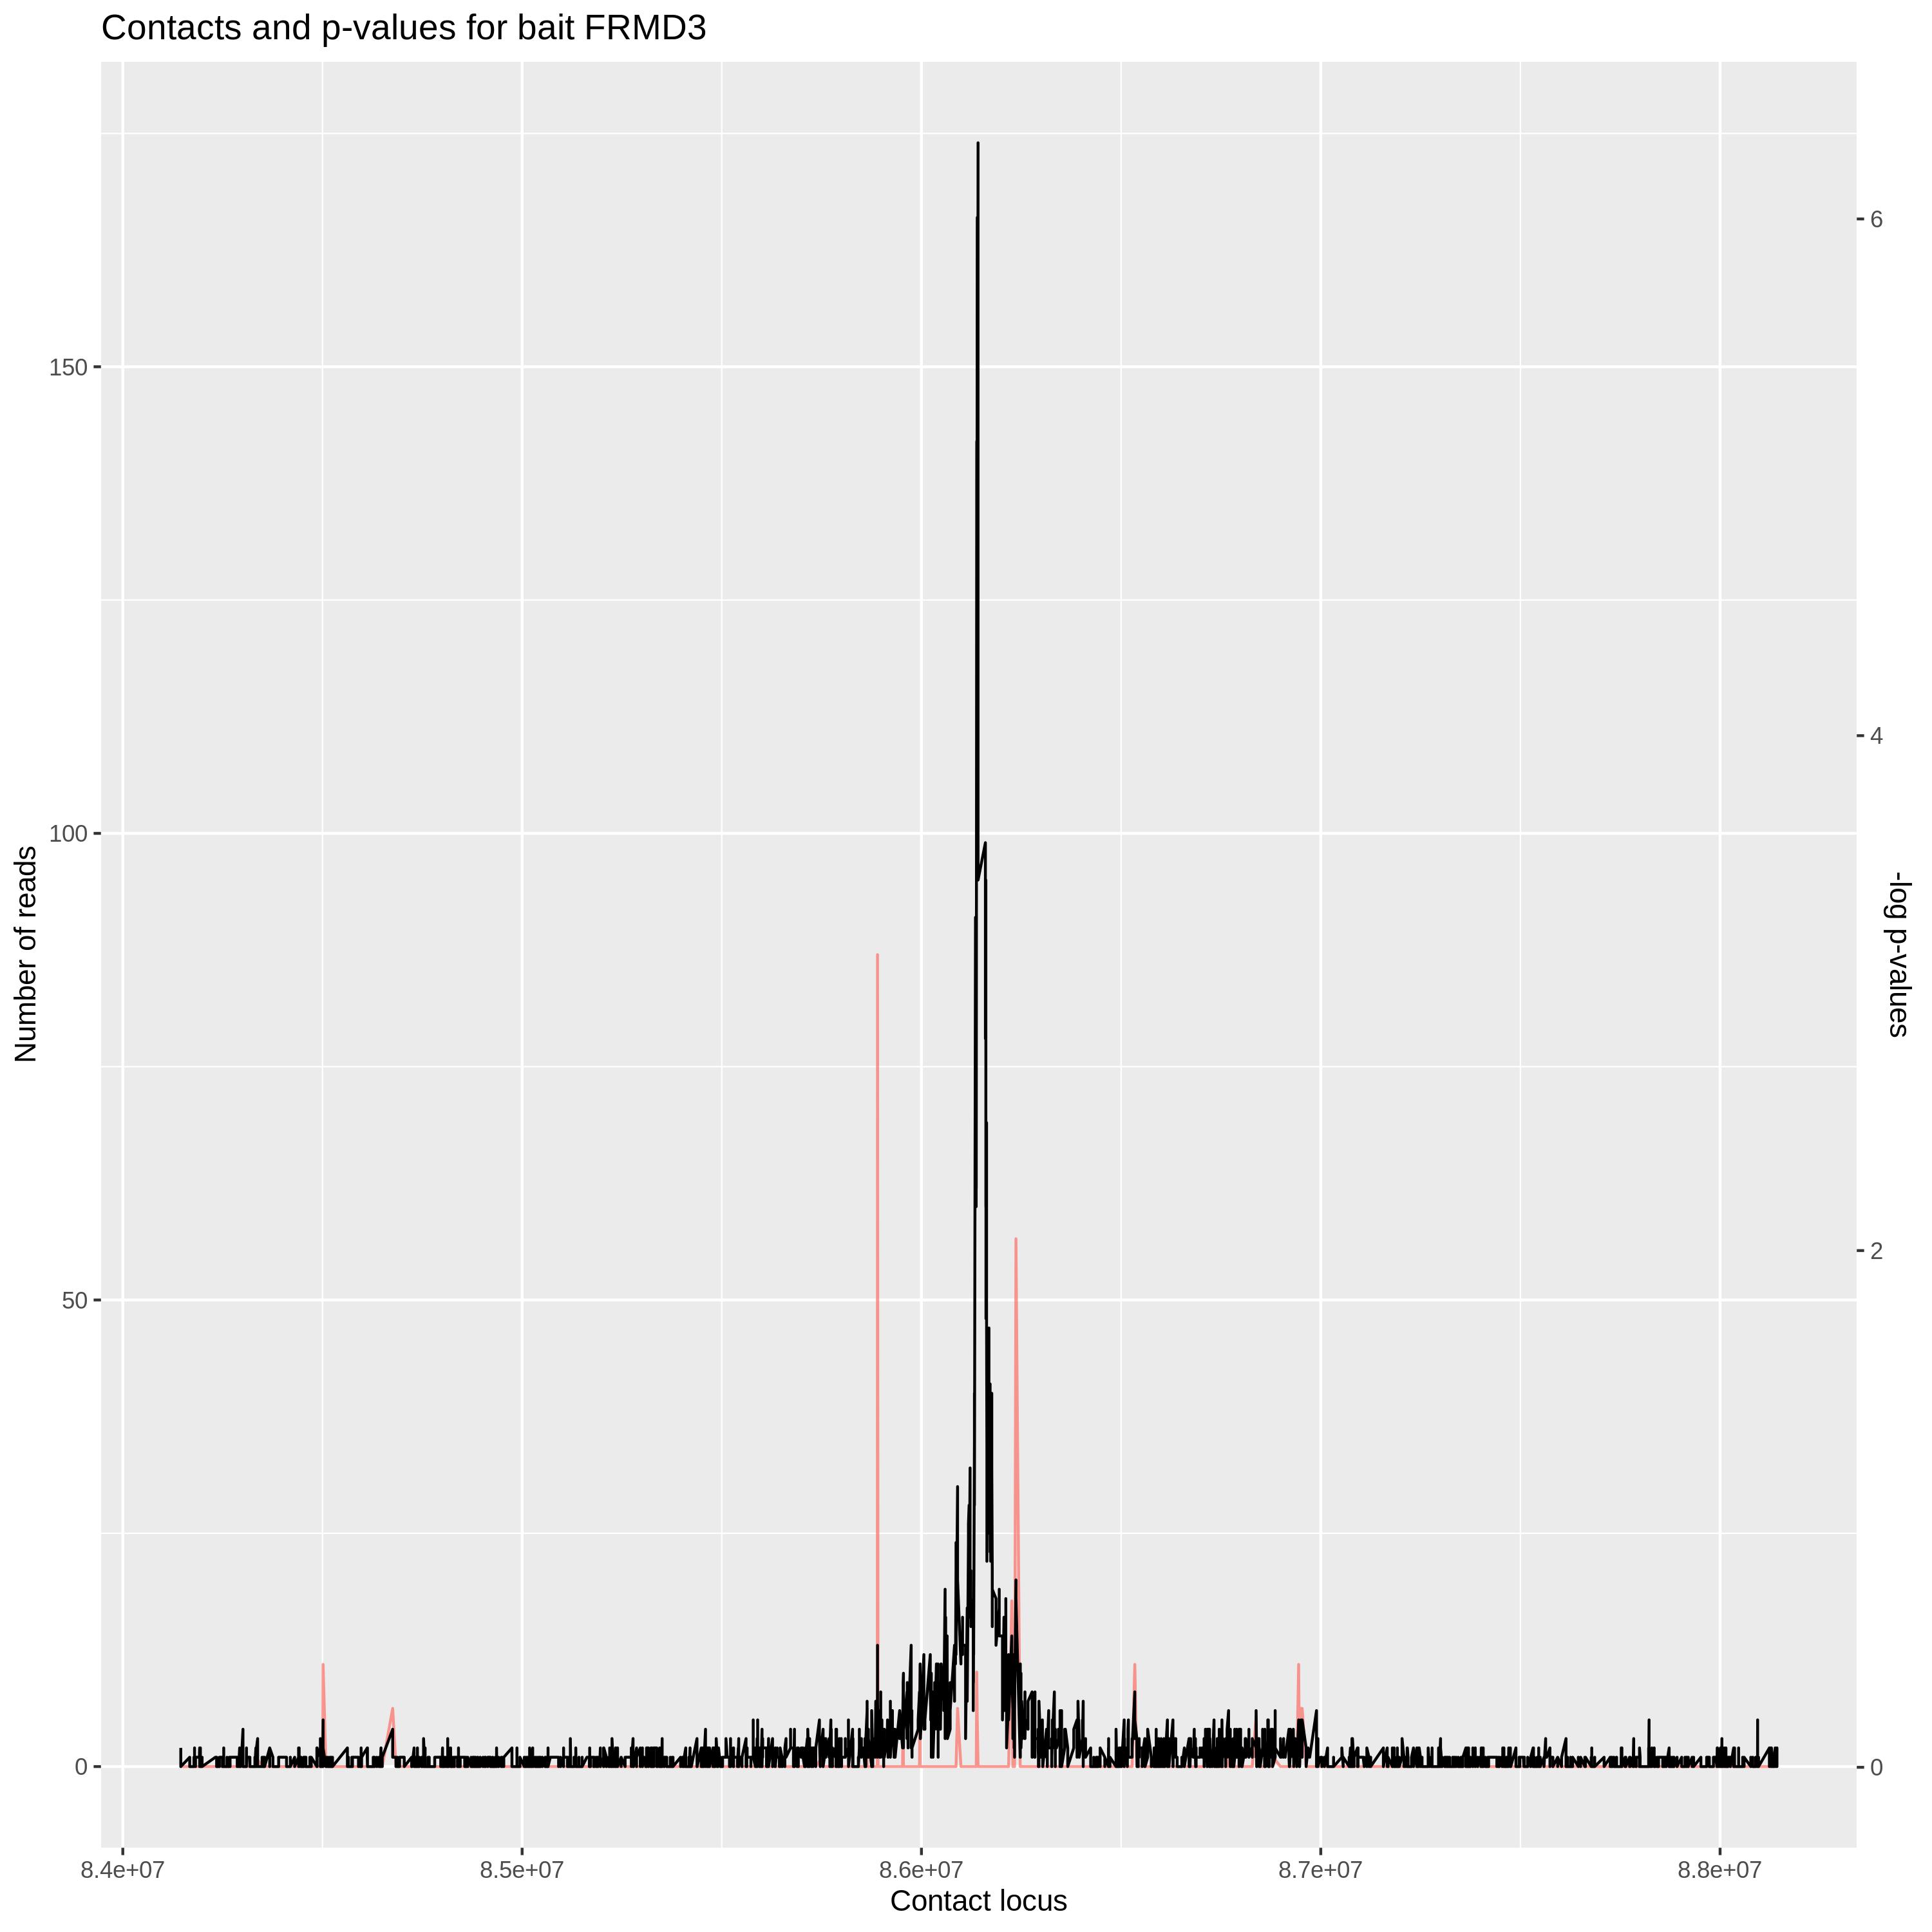 Contacts and p-values for bait FRMD3
Number of reads
150
100
50
0
6
4
2
0
-log p-values
8.4e+07
8.5e+07
8.6e+07
8.7e+07
8.8e+07
Contact locus